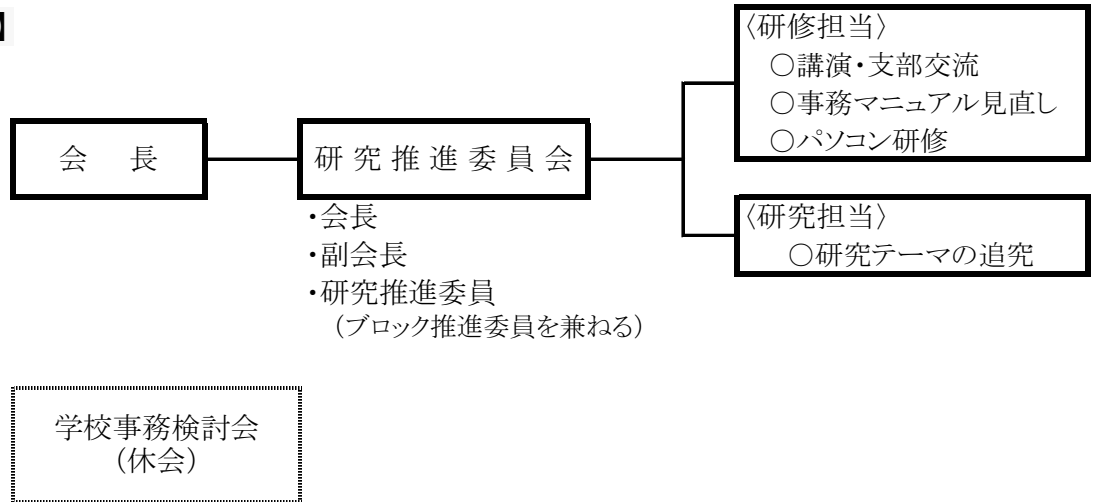 】
会　長
研究推進委員会
・会長
・副会長
・研究推進委員
（ブロック推進委員を兼ねる）
〈研修担当〉
○講演・支部交流
○事務マニュアル見直し
○パソコン研修
〈研究担当〉
○研究テーマの追究
学校事務検討会
（休会）